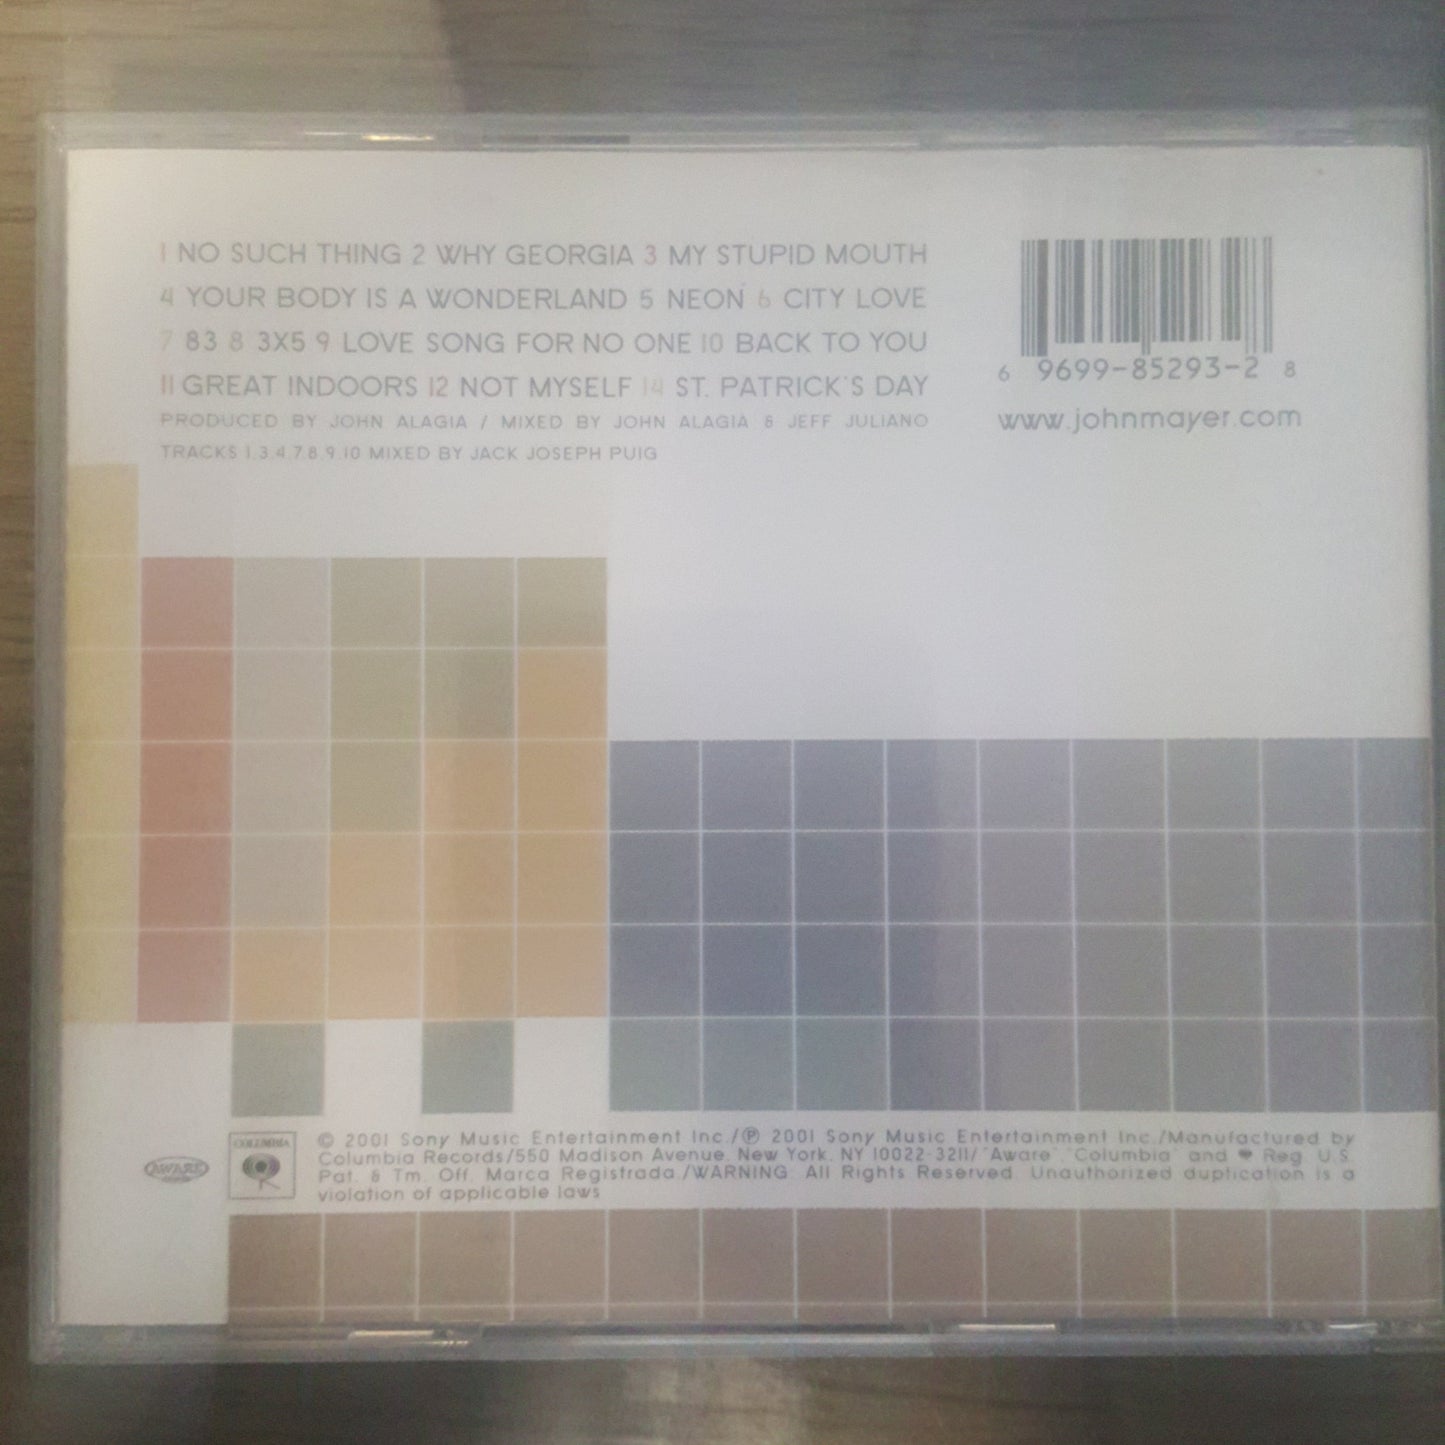 1 NO SUCH THING 2 WHY GEORGIA 3 MY STUPID MOUTH
4 YOUR BODY IS A WONDERLAND 5 NEON 6 CITY LOVE
7 83 8 3X5 9 LOVE SONG FOR NO ONE 10 BACK TO YOU
11 GREAT INDOORS 12 NOT MYSELF 14 ST. PATRICK'S DAY
PRODUCED BY JOHN ALAGIA / MIXED BY JOHN ALAGIA & JEFF JULIANO
TRACKS 1,3,4,7,8,9,10 MIXED BY JACK JOSEPH PUIG
6 9699-85293-2 8
www.johnmayer.com
AWARE
COLUMBIA
© 2001 Sony Music Entertainment Inc./℗ 2001 Sony Music Entertainment Inc./Manufactured by
Columbia Records/550 Madison Avenue, New York, NY 10022-3211/"Aware", "Columbia" and ❤ Reg. U.S.
Pat. & Tm. Off. Marca Registrada./WARNING: All Rights Reserved. Unauthorized duplication is a
violation of applicable laws